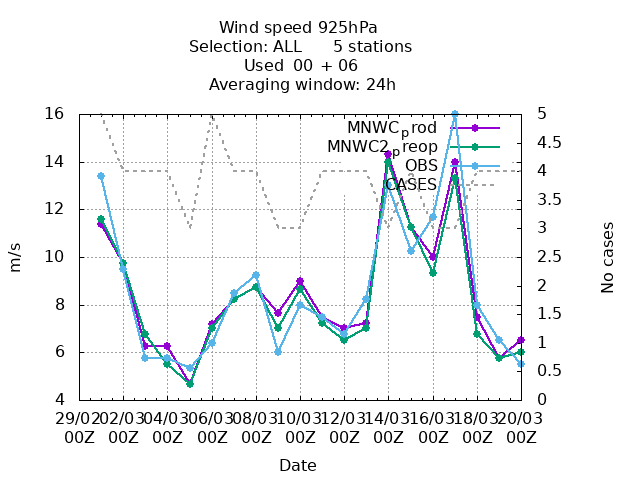 Wind speed 925hPa
Selection: ALL 5 stations
Used 00 + 06
Averaging window: 24h
MNWC_prod
MNWC2_preop
OBS
CASES
16
14
12
10
8
6
4
m/s
5
4.5
4
3.5
3
2.5
2
1.5
1
0.5
0
No cases
29/02 02/03 04/03 06/03 08/03 10/03 12/03 14/03 16/03 18/03 20/03
00Z 00Z 00Z 00Z 00Z 00Z 00Z 00Z 00Z 00Z 00Z
Date